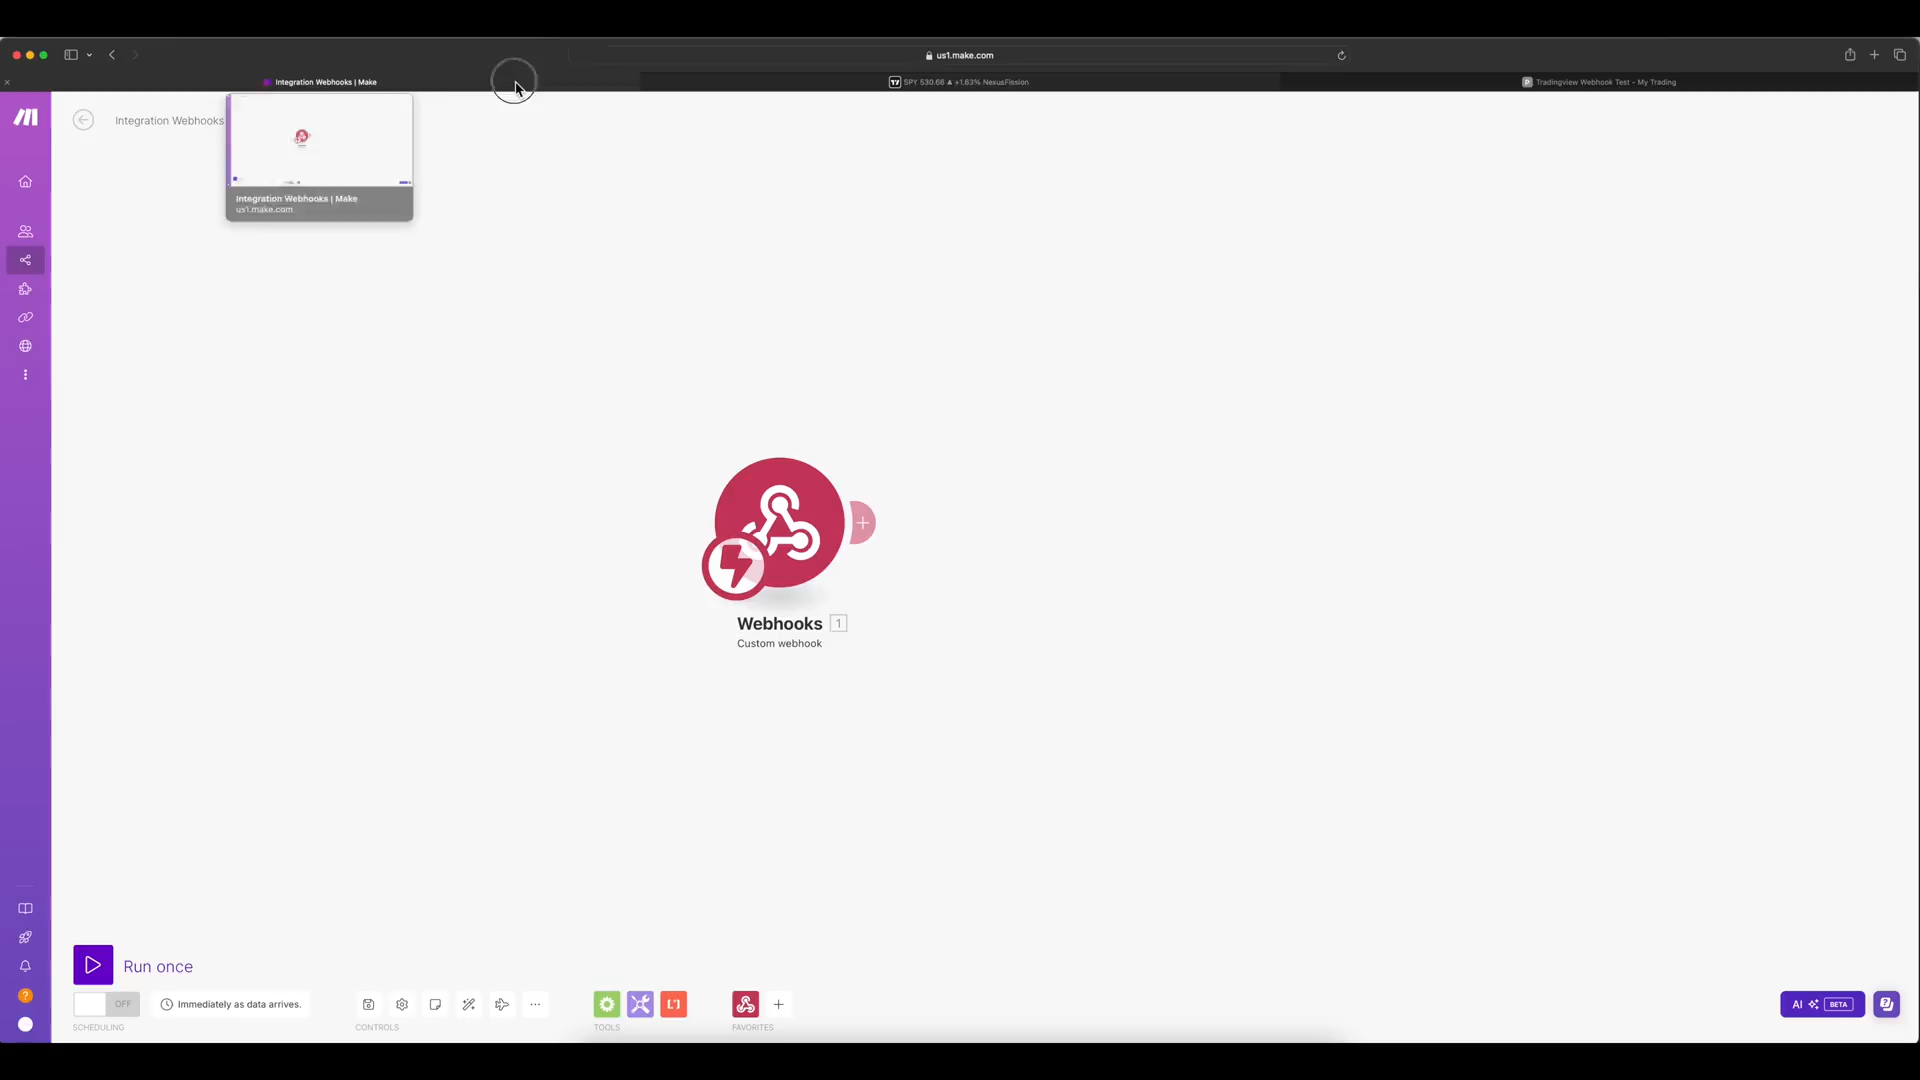 us1.make.com
Integration Webhooks | Make
SPY 530.66 ▲ +1.63% NexusFission
Tradingview Webhook Test - My Trading
Integration Webhooks
Integration Webhooks | Make
us1.make.com
Webhooks 1
Custom webhook
Run once
OFF
Immediately as data arrives.
AI BETA
SCHEDULING
CONTROLS
TOOLS
FAVORITES